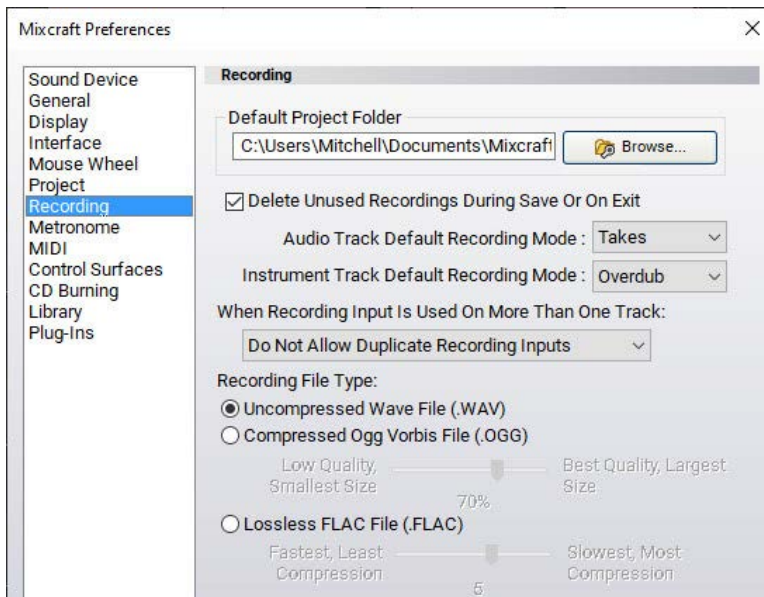 Mixcraft Preferences
Sound Device
General
Display
Interface
Mouse Wheel
Project
Recording
Metronome
MIDI
Control Surfaces
CD Burning
Library
Plug-Ins
Recording
Default Project Folder
C:\Users\Mitchell\Documents\Mixcraft
Browse...
Delete Unused Recordings During Save Or On Exit
Audio Track Default Recording Mode : Takes
Instrument Track Default Recording Mode : Overdub
When Recording Input Is Used On More Than One Track:
Do Not Allow Duplicate Recording Inputs
Recording File Type:
Uncompressed Wave File (.WAV)
Compressed Ogg Vorbis File (.OGG)
Low Quality, Smallest Size
Best Quality, Largest Size
70%
Lossless FLAC File (.FLAC)
Fastest, Least Compression
Slowest, Most Compression
5